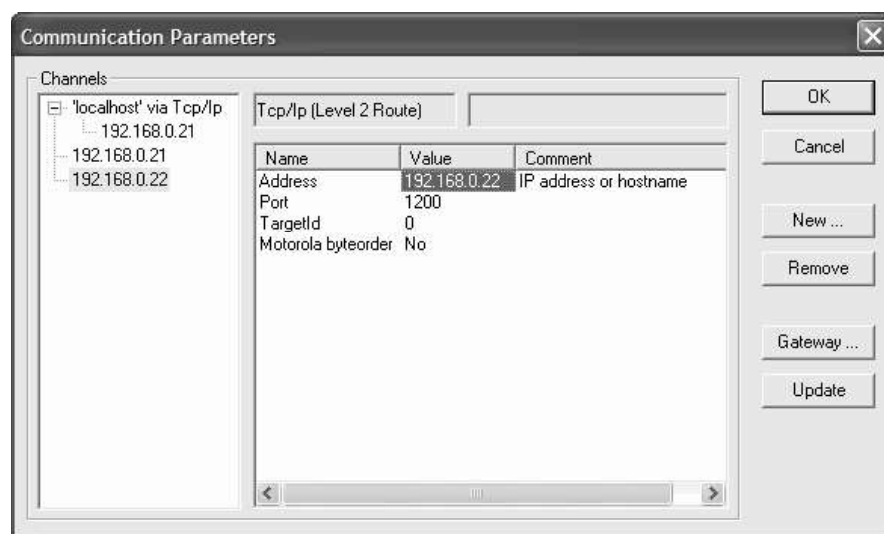 Communication Parameters
Channels
'localhost' via Tcp/Ip
192.168.0.21
192.168.0.21
192.168.0.22
Tcp/Ip (Level 2 Route)
Name Value Comment
Address 192.168.0.22 IP address or hostname
Port 1200
TargetId 0
Motorola byteorder No
OK
Cancel
New ...
Remove
Gateway ...
Update